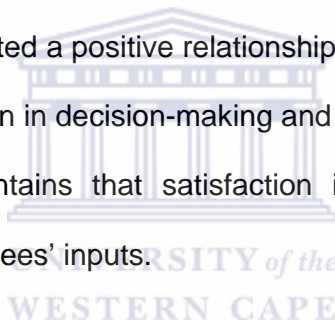 ted a positive relationship
n in decision-making and
ntains that satisfaction i
ees' inputs.
UNIVERSITY of the
WESTERN CAPE